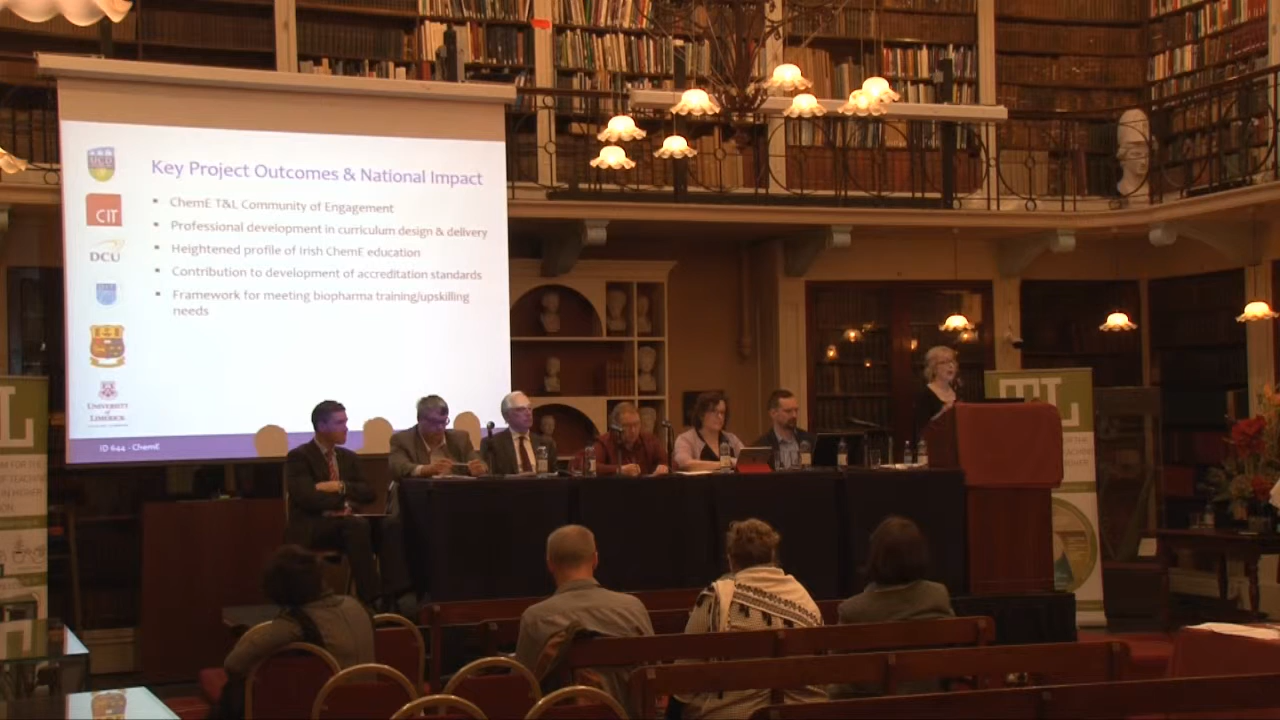 UCD
Key Project Outcomes & National Impact
ChemE T&L Community of Engagement
CIT
Professional development in curriculum design & delivery
Heightened profile of Irish ChemE education
DCU
Contribution to development of accreditation standards
Framework for meeting biopharma training/upskilling
needs
UNIVERSITY
of
LIMERICK
ID 644 - ChemE
L
TL